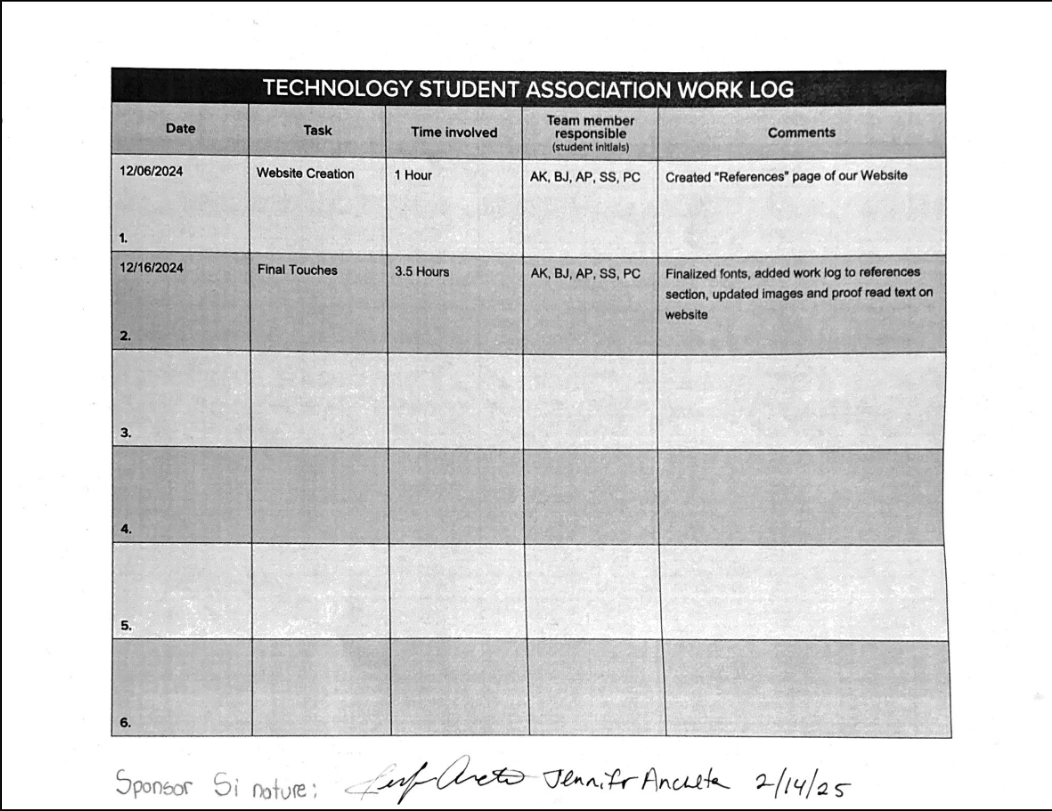 TECHNOLOGY STUDENT ASSOCIATION WORK LOG
Date Task Time involved Team member responsible (student initials) Comments
12/06/2024 Website Creation 1 Hour AK, BJ, AP, SS, PC Created "References" page of our Website
1.
12/16/2024 Final Touches 3.5 Hours AK, BJ, AP, SS, PC Finalized fonts, added work log to references
section, updated images and proof read text on
website
2.
3.
4.
5.
6.
Sponsor Si nature: Jennifr Ancheta 2/14/25